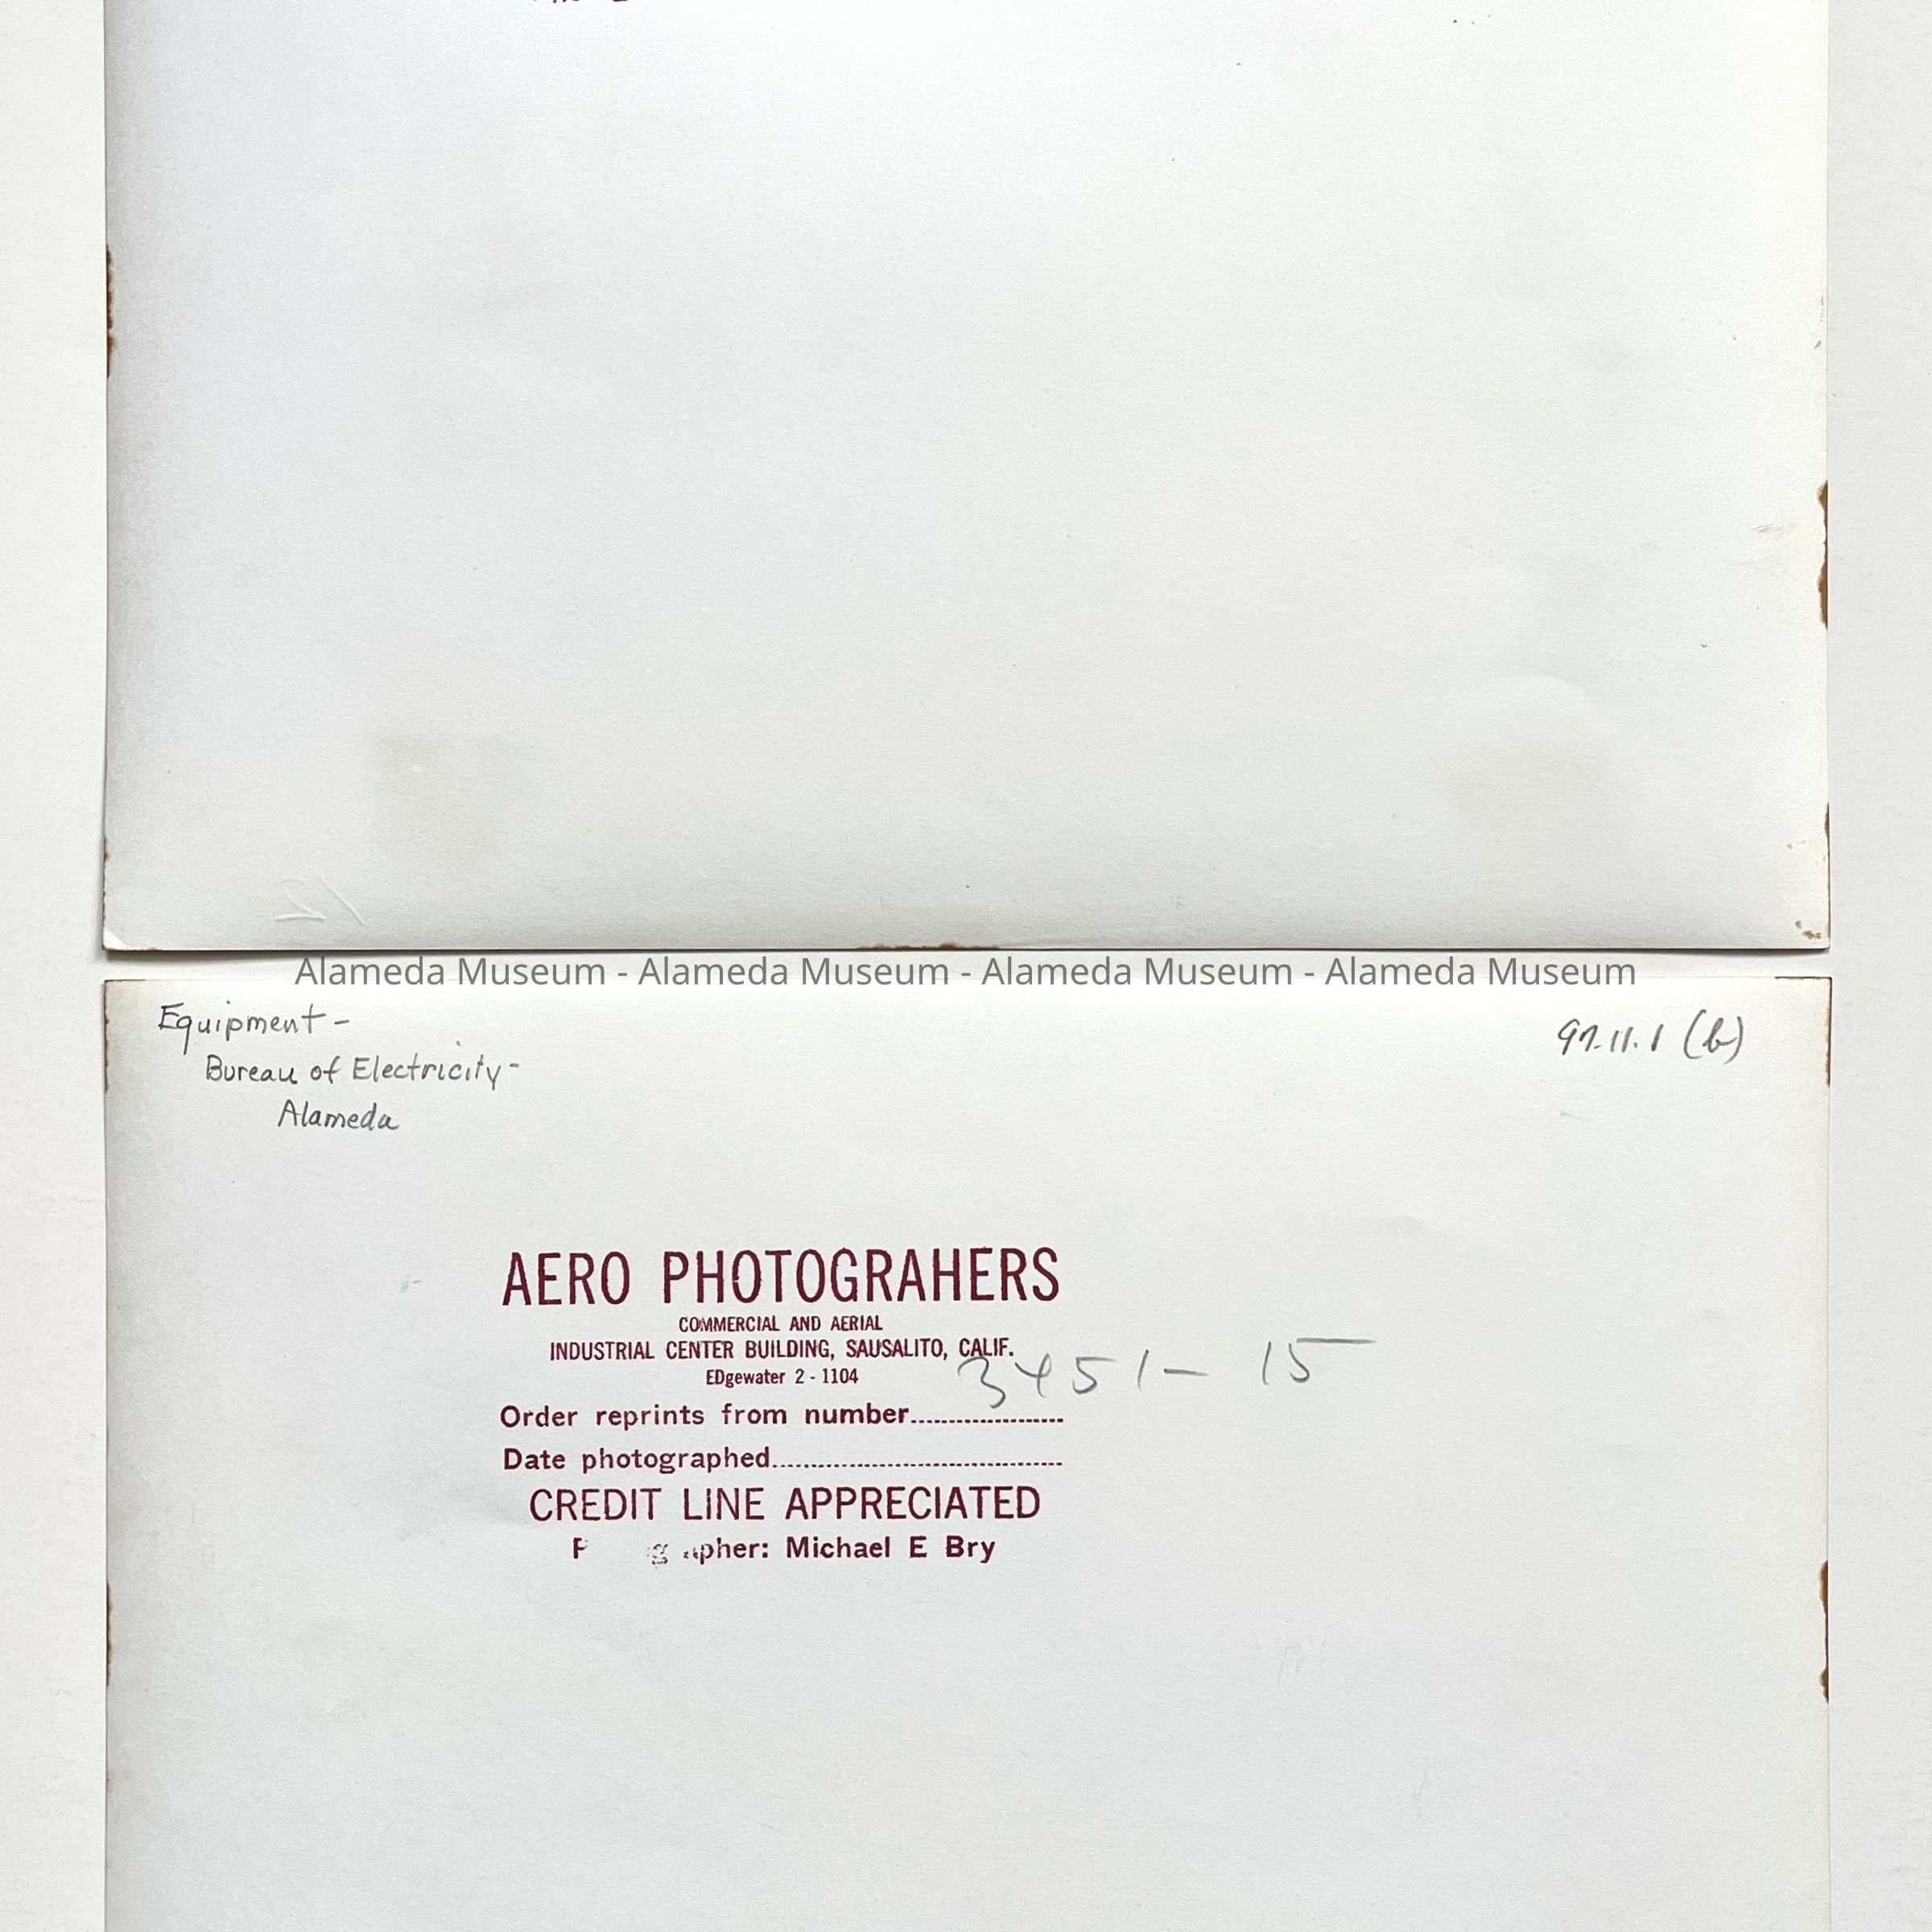 Alameda Museum - Alameda Museum - Alameda Museum - Alameda Museum
Equipment -
Bureau of Electricity -
Alameda
97.11.1 (b)
AERO PHOTOGRAHERS
COMMERCIAL AND AERIAL
INDUSTRIAL CENTER BUILDING, SAUSALITO, CALIF.
EDgewater 2 - 1104
3451 - 15
Order reprints from number
Date photographed
CREDIT LINE APPRECIATED
Michael E Bry